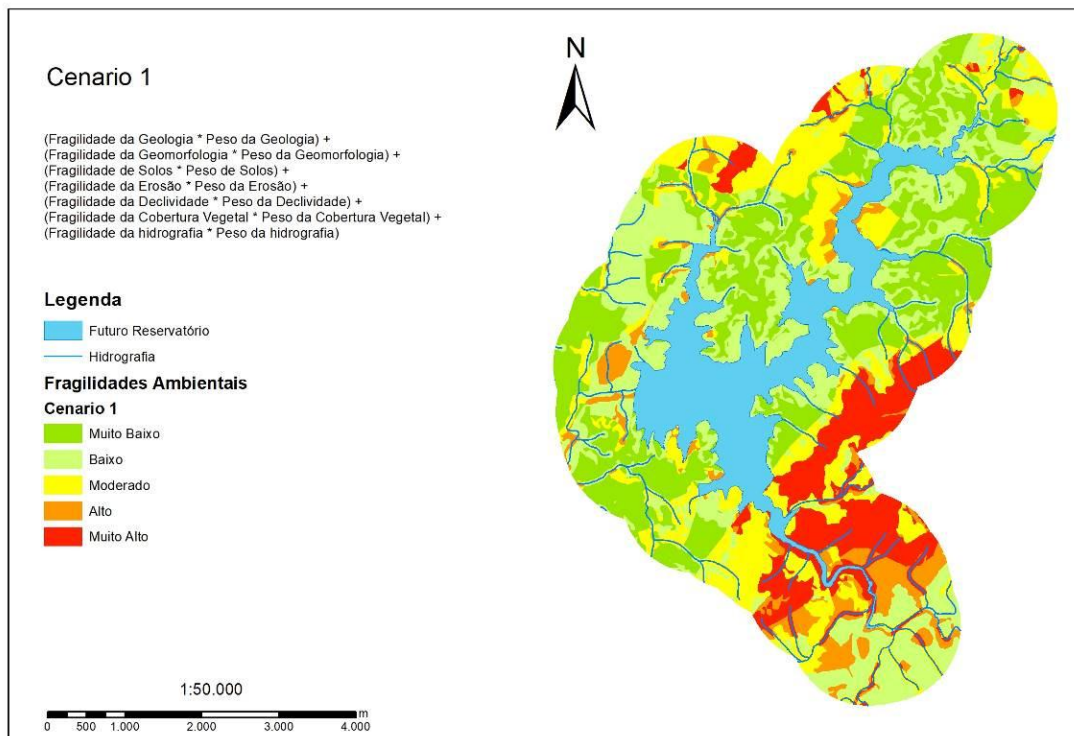 Cenario 1
(Fragilidade da Geologia * Peso da Geologia) +
(Fragilidade da Geomorfologia * Peso da Geomorfologia) +
(Fragilidade de Solos * Peso de Solos) +
(Fragilidade da Erosão * Peso da Erosão) +
(Fragilidade da Declividade * Peso da Declividade) +
(Fragilidade da Cobertura Vegetal * Peso da Cobertura Vegetal) +
(Fragilidade da hidrografia * Peso da hidrografia)
N
Legenda
Futuro Reservatório
Hidrografia
Fragilidades Ambientais
Cenario 1
Muito Baixo
Baixo
Moderado
Alto
Muito Alto
1:50.000
m
0 500 1.000 2.000 3.000 4.000